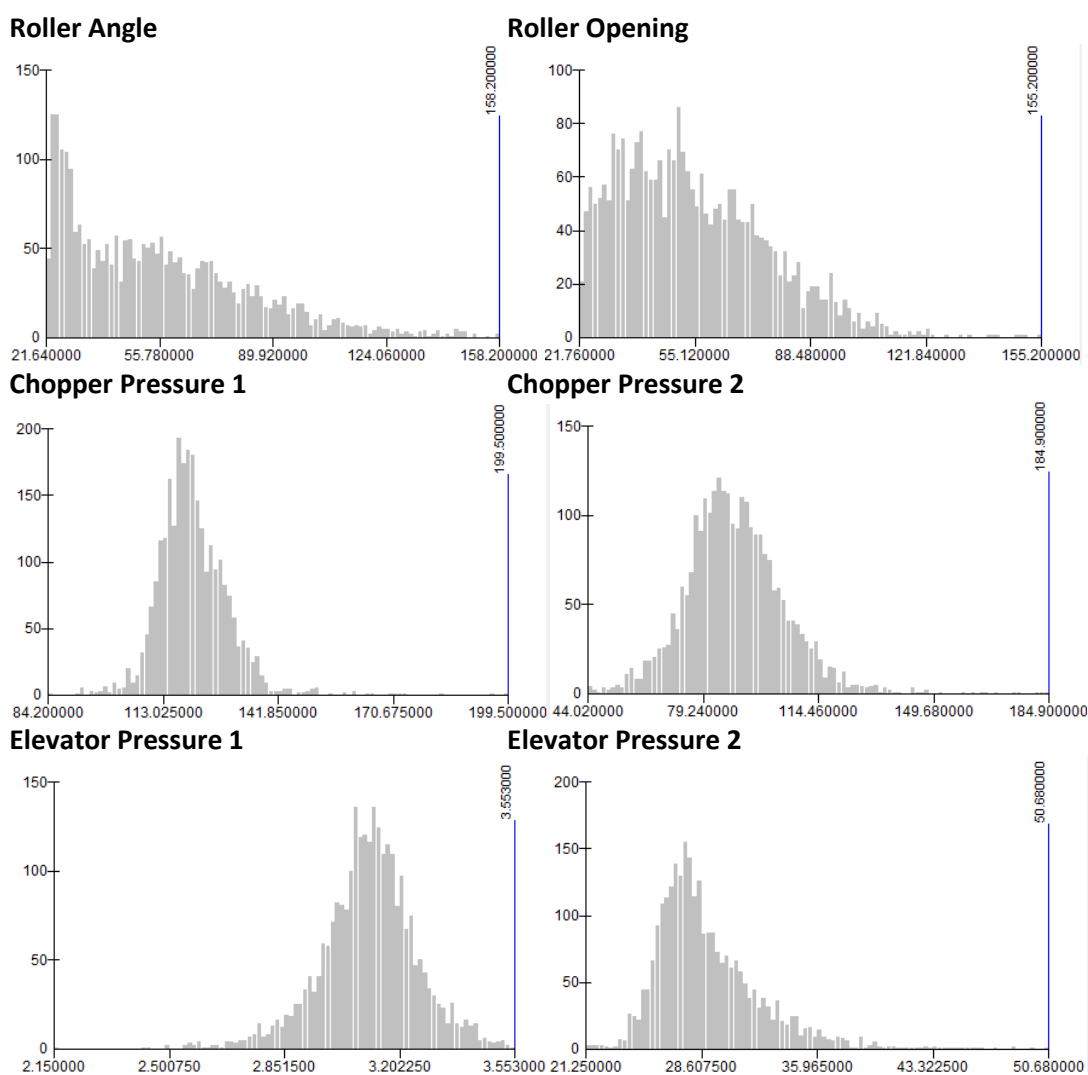 Roller Angle
Roller Opening
150
100
50
0
158.200000
21.640000 55.780000 89.920000 124.060000 158.200000
100
80
60
40
20
0
155.200000
21.760000 55.120000 88.480000 121.840000 155.200000
Chopper Pressure 1
Chopper Pressure 2
200
150
100
50
0
199.500000
84.200000 113.025000 141.850000 170.675000 199.500000
150
100
50
0
184.900000
44.020000 79.240000 114.460000 149.680000 184.900000
Elevator Pressure 1
Elevator Pressure 2
150
100
50
0
3.553000
2.150000 2.500750 2.851500 3.202250 3.553000
200
150
100
50
0
50.680000
21.250000 28.607500 35.965000 43.322500 50.680000